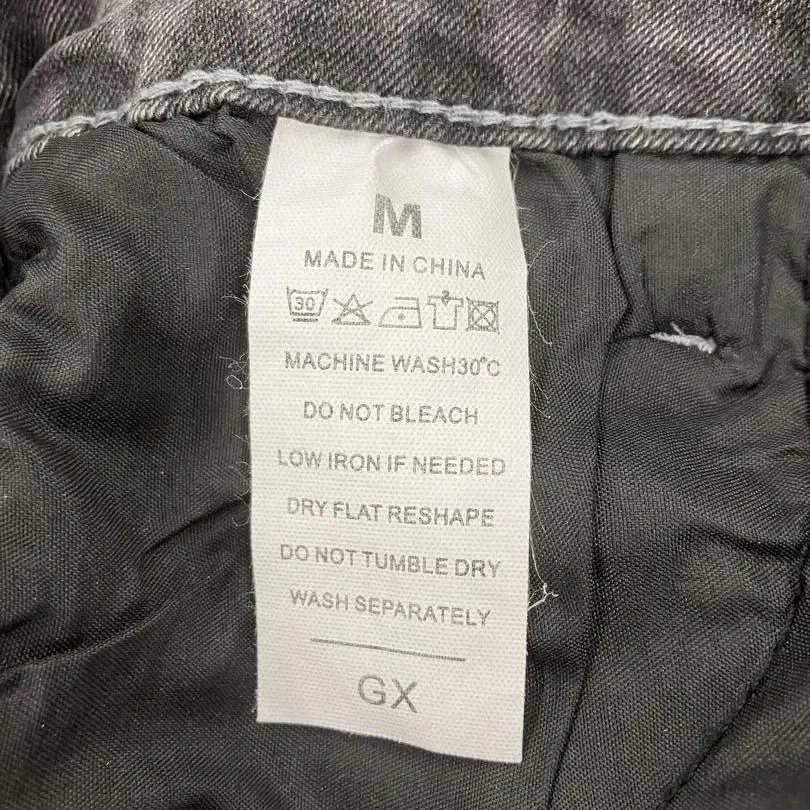 M
MADE IN CHINA
30
MACHINE WASH30°C
DO NOT BLEACH
LOW IRON IF NEEDED
DRY FLAT RESHAPE
DO NOT TUMBLE DRY
WASH SEPARATELY
GX